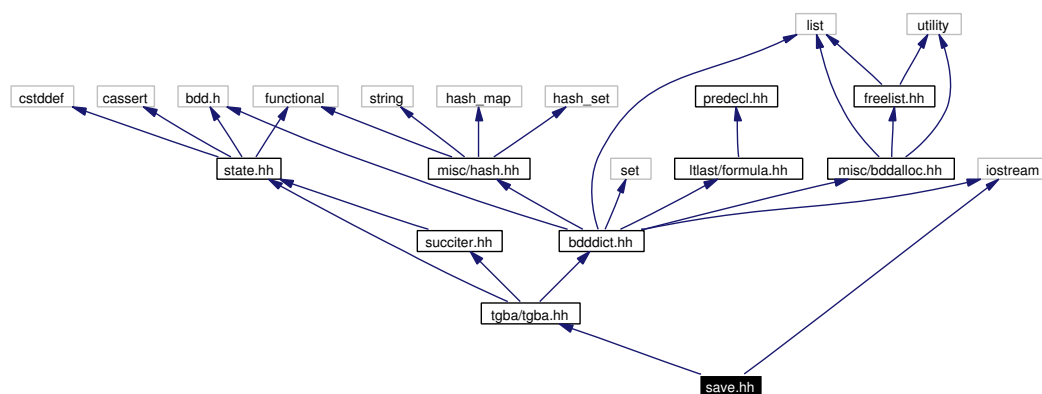 list
utility
cstddef
cassert
bdd.h
functional
string
hash_map
hash_set
predecl.hh
freelist.hh
state.hh
misc/hash.hh
set
ltlast/formula.hh
misc/bddalloc.hh
iostream
succiter.hh
bdddict.hh
tgba/tgba.hh
save.hh